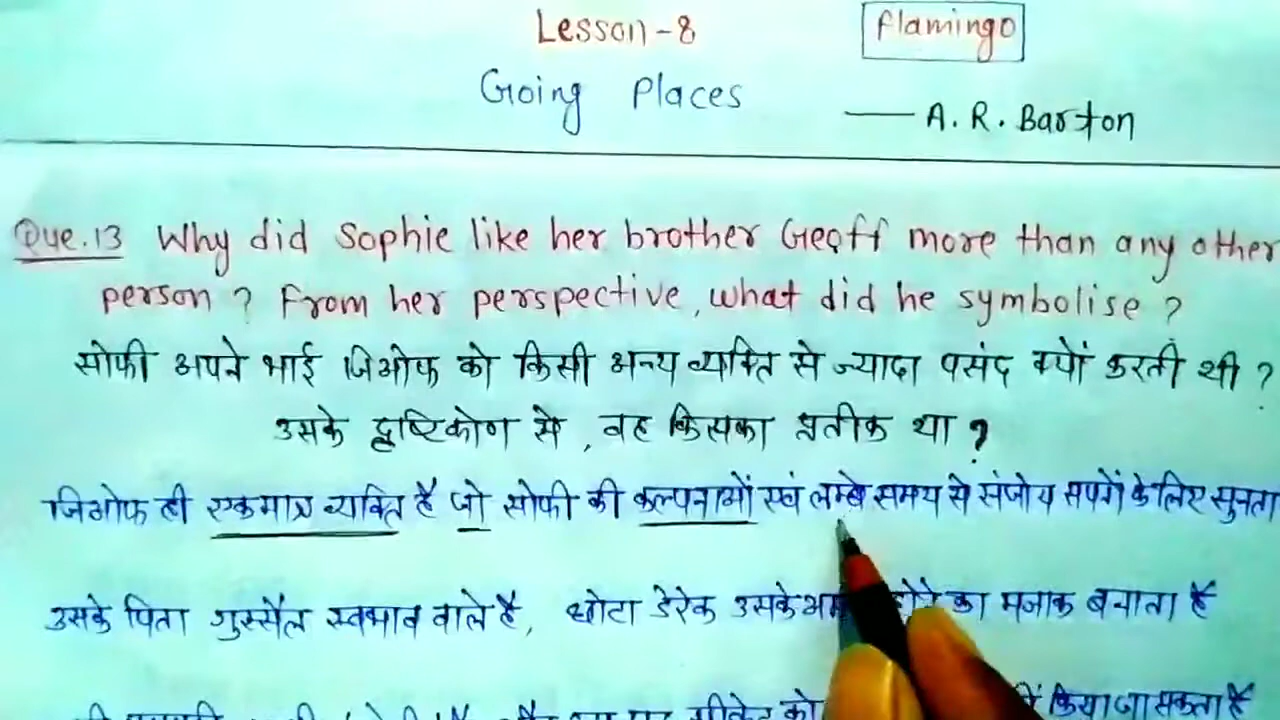 Lesson-8
flamingo
Going Places
— A. R. Barton
Que.13 Why did Sophie like her brother Geoff more than any other
person ? From her perspective, what did he symbolise ?
सोफी अपने भाई जिओफ को किसी अन्य व्यक्ति से ज्यादा पसंद क्यों करती थी ?
उसके दृष्टिकोण से , वह किसका प्रतीक था ?
जिओफ ही एकमात्र व्यक्ति है जो सोफी की कल्पनाओं एवं लम्बे समय से संजोय सपनों के लिए सुनता
उसके पिता गुस्सैल स्वभाव वाले है, छोटा डेरेक उसके का मजाक बनाता है
को किया जा सकता है